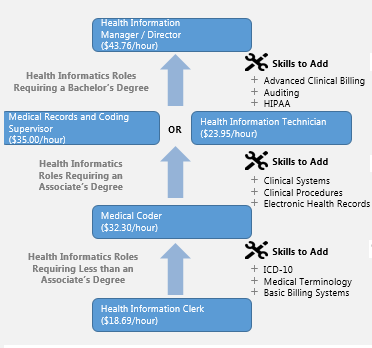 Health Information
Manager / Director
($43.76/hour)
Health Informatics Roles
Requiring a Bachelor's Degree
Skills to Add
+ Advanced Clinical Billing
+ Auditing
+ HIPAA
Medical Records and Coding
Supervisor
($35.00/hour)
OR
Health Information Technician
($23.95/hour)
Health Informatics
Roles Requiring an
Associate's Degree
Skills to Add
+ Clinical Systems
+ Clinical Procedures
+ Electronic Health Records
Medical Coder
($32.30/hour)
Health Informatics Roles
Requiring Less than an
Associate's Degree
Skills to Add
+ ICD-10
+ Medical Terminology
+ Basic Billing Systems
Health Information Clerk
($18.69/hour)